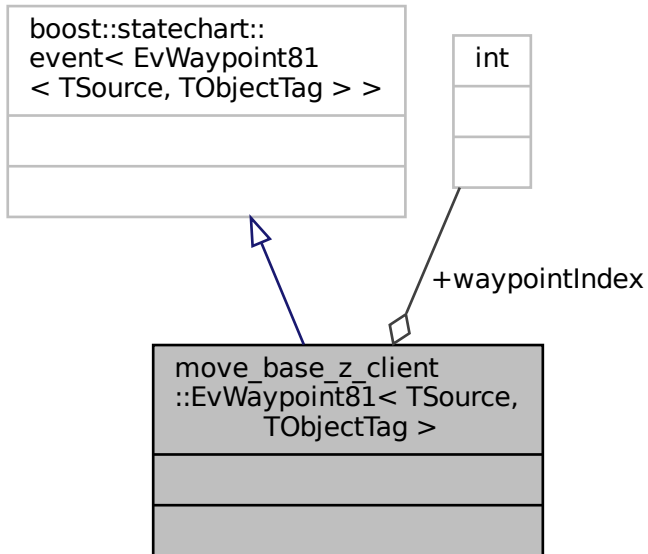 boost::statechart::
event< EvWaypoint81
< TSource, TObjectTag > >
int
+waypointIndex
move_base_z_client
::EvWaypoint81< TSource,
TObjectTag >